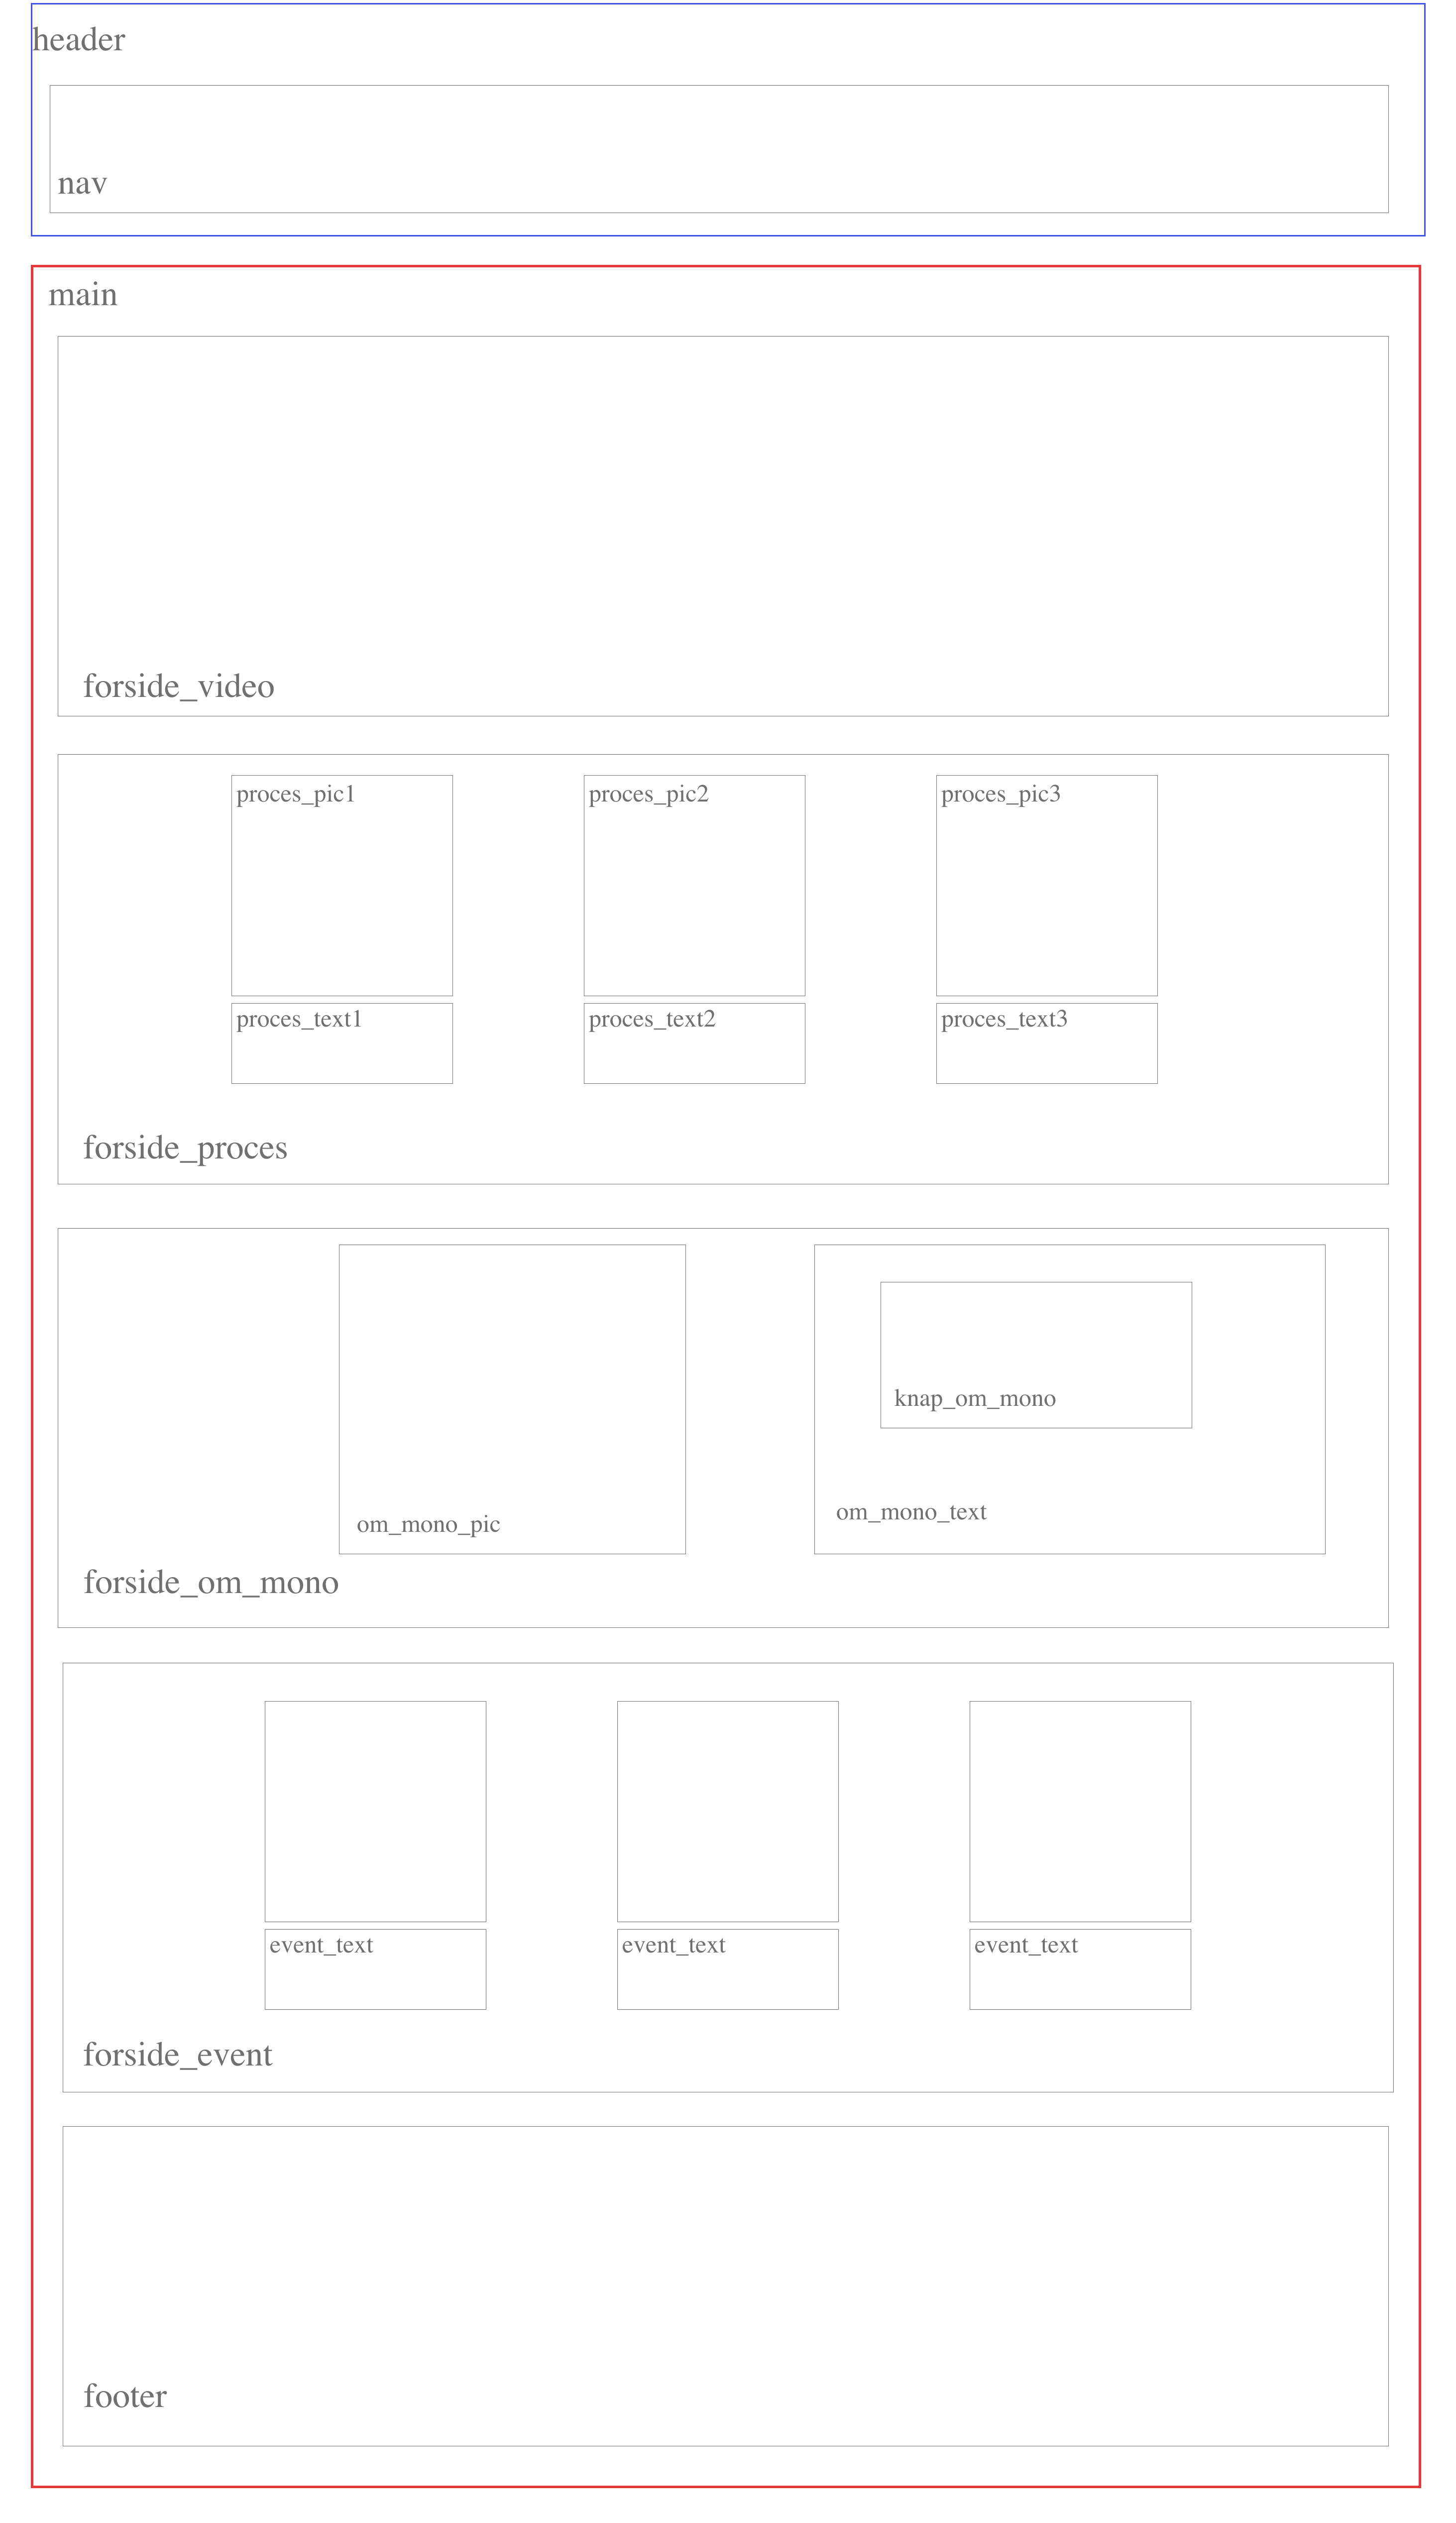 header
nav
main
forside_video
proces_pic1
proces_pic2
proces_pic3
proces_text1
proces_text2
proces_text3
forside_proces
knap_om_mono
om_mono_pic
om_mono_text
forside_om_mono
event_text
event_text
event_text
forside_event
footer